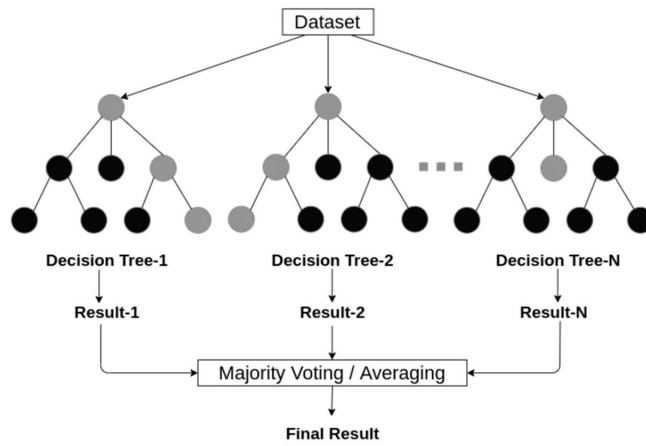 Dataset
Decision Tree-1
Decision Tree-2
Decision Tree-N
Result-1
Result-2
Result-N
Majority Voting / Averaging
Final Result